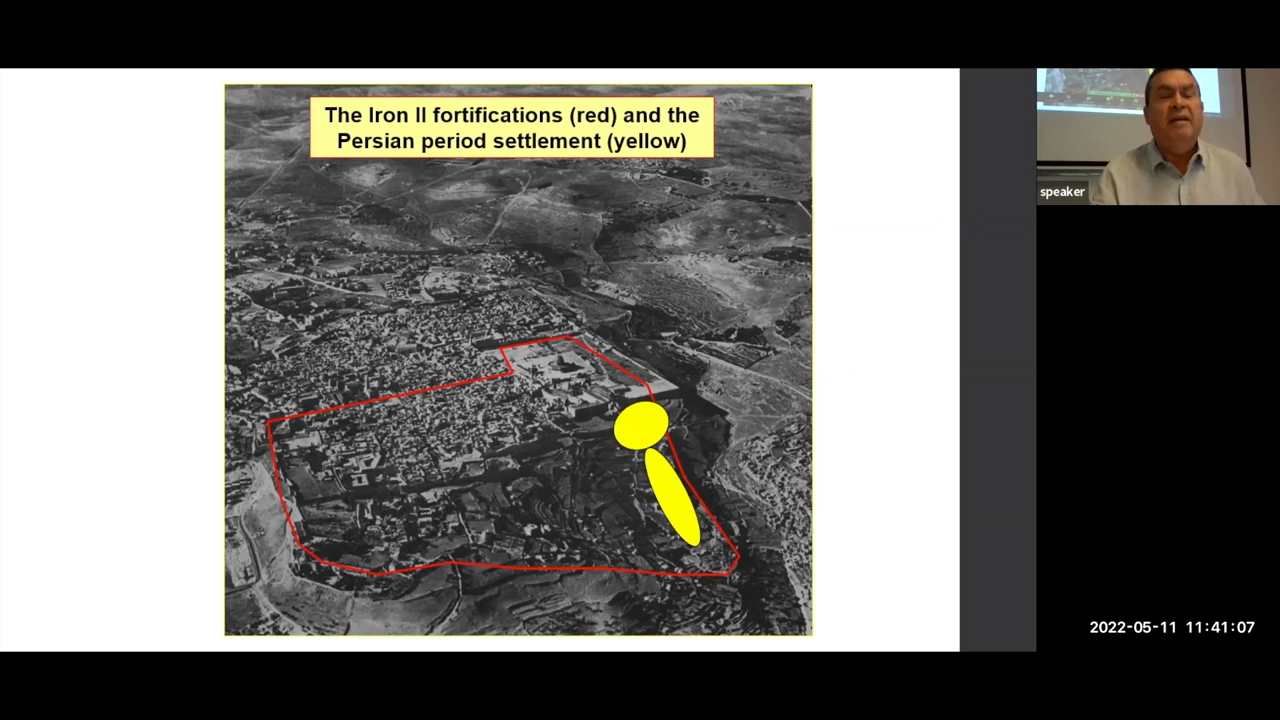 The Iron II fortifications (red) and the
Persian period settlement (yellow)
speaker
2022-05-11 11:41:07